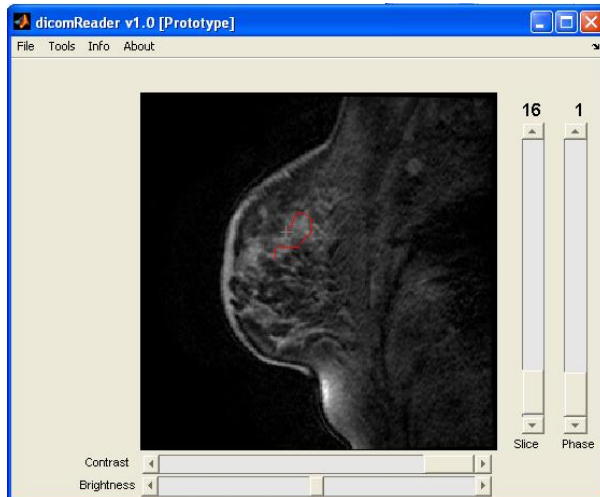 dicomReader v1.0 [Prototype]
File Tools Info About
16 1
Slice Phase
Contrast
Brightness